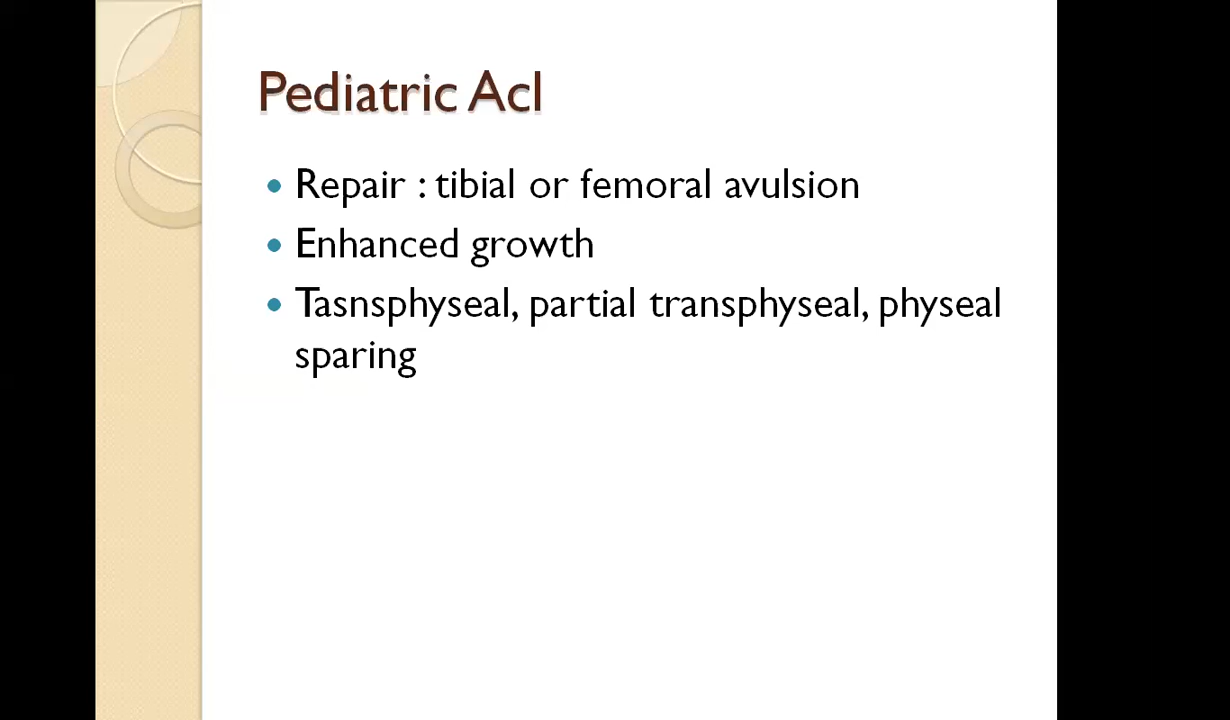 Pediatric Acl
• Repair : tibial or femoral avulsion
• Enhanced growth
• Tasnsphyseal, partial transphyseal, physeal
sparing